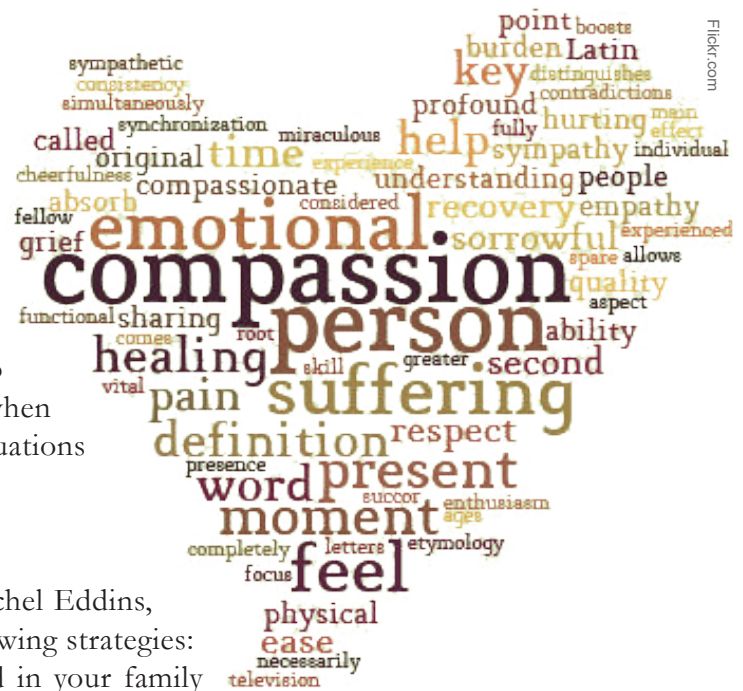 point boosts
burden Latin
sympathetic
key distinguishes
consistency
contradictions
simultaneously
profound
hurting main
effect
called synchronization miraculous help fully
original time experience sympathy individual
cheerfulness compassionate understanding people
absorb considered recovery empathy
fellow emotional
grief sorrowful experienced
compassion spare allows
quality
aspect
functional sharing person ability
comes root
healing skill greater second
vital pain suffering
definition respect
presence present
word succor
moment enthusiasm
ages
completely letters etymology
focus feel
physical
ease
necessarily
television
Flickr.com
when
uations
chel Eddins,
wing strategies:
d in your family